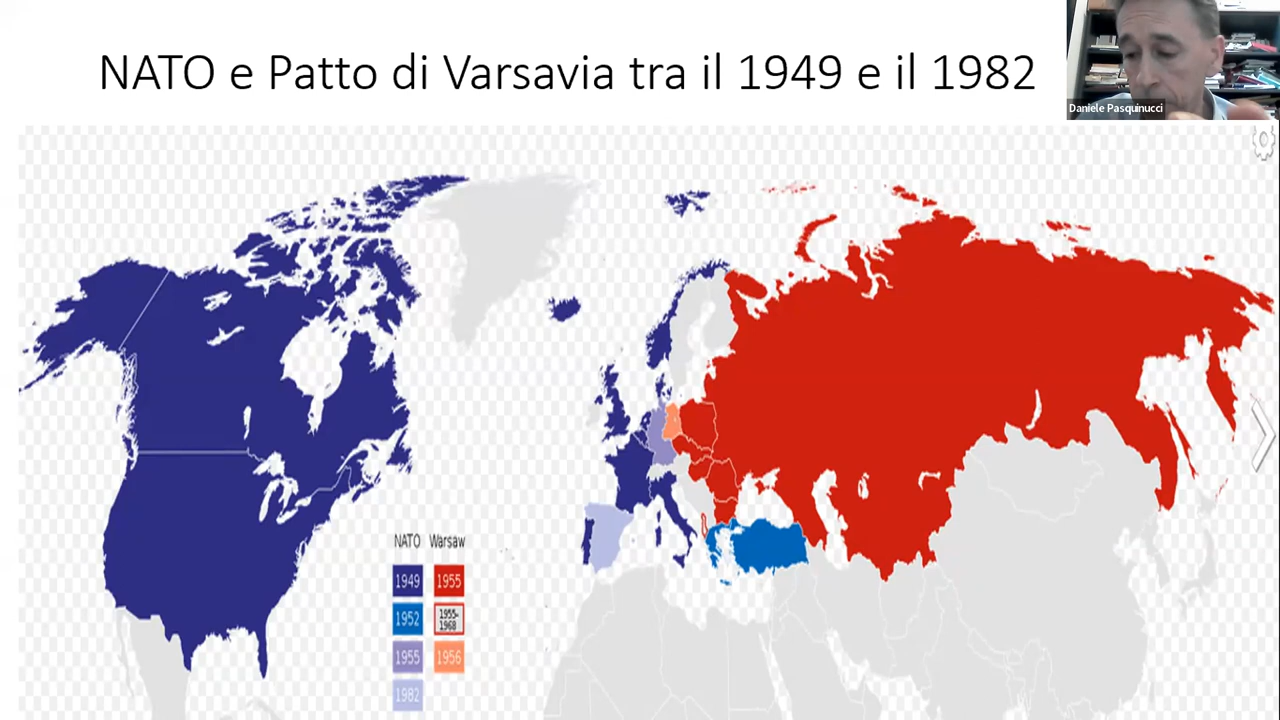 NATO e Patto di Varsavia tra il 1949 e il 1982
Daniele Pasquinucci
NATO Warsaw
1949 1955
1952 1955-
1968
1955 1956
1982